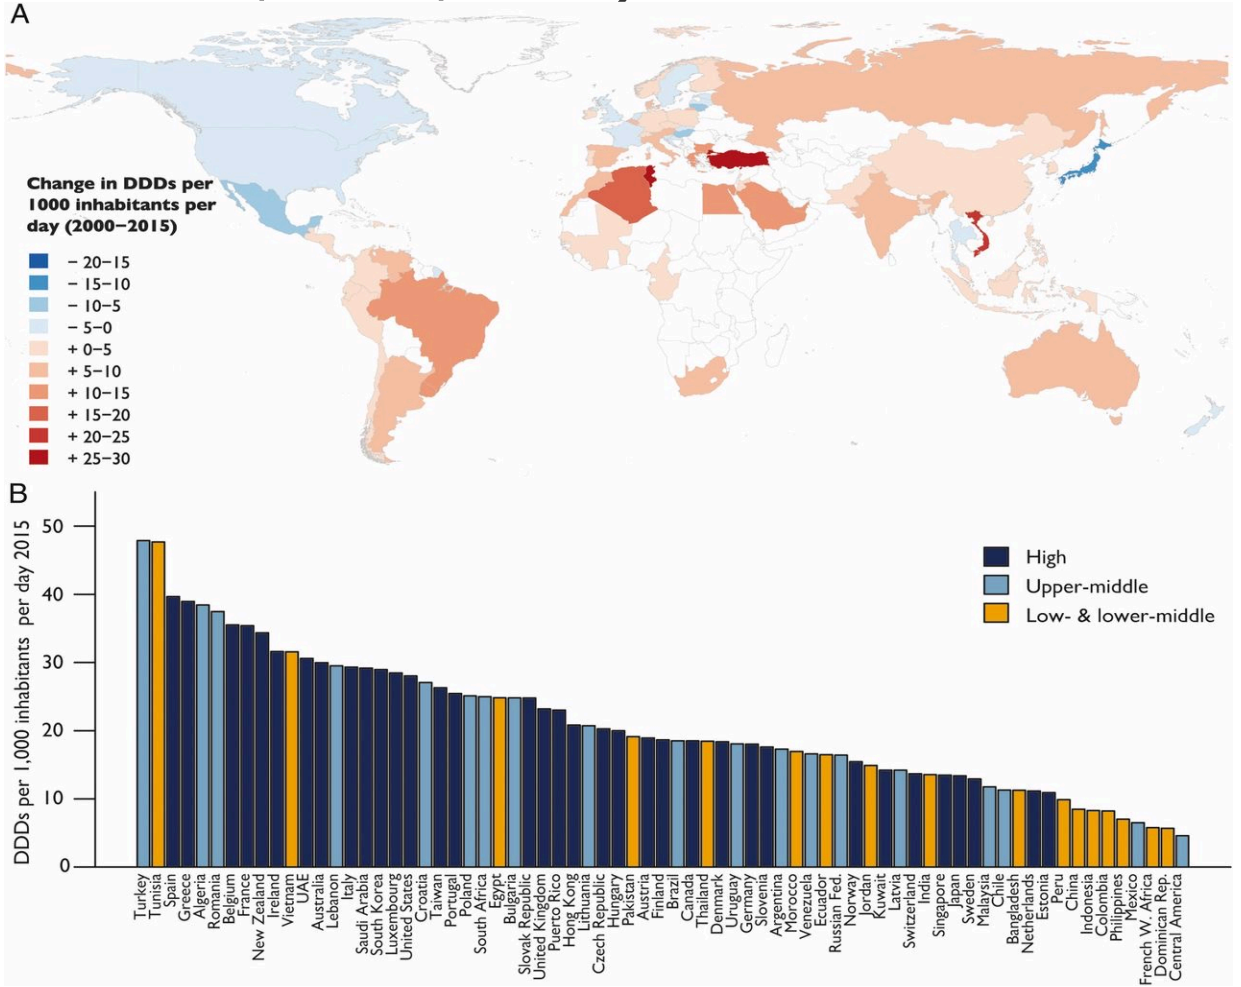 A
Change in DDDs per
1000 inhabitants per
day (2000–2015)
– 20–15
– 15–10
– 10–5
– 5–0
+ 0–5
+ 5–10
+ 10–15
+ 15–20
+ 20–25
+ 25–30
B
DDDs per 1,000 inhabitants per day 2015
50
40
30
20
10
0
High
Upper-middle
Low- & lower-middle
Turkey
Tunisia
Spain
Greece
Algeria
Romania
Belgium
France
New Zealand
Ireland
Vietnam
UAE
Australia
Lebanon
Italy
Saudi Arabia
South Korea
Luxembourg
United States
Croatia
Taiwan
Portugal
Poland
South Africa
Egypt
Bulgaria
Slovak Republic
United Kingdom
Puerto Rico
Hong Kong
Lithuania
Czech Republic
Hungary
Pakistan
Austria
Finland
Brazil
Canada
Thailand
Denmark
Uruguay
Germany
Slovenia
Argentina
Morocco
Venezuela
Ecuador
Russian Fed.
Norway
Jordan
Kuwait
Latvia
Switzerland
India
Singapore
Japan
Sweden
Malaysia
Chile
Bangladesh
Netherlands
Estonia
Peru
China
Indonesia
Colombia
Philippines
Mexico
French W. Africa
Dominican Rep.
Central America